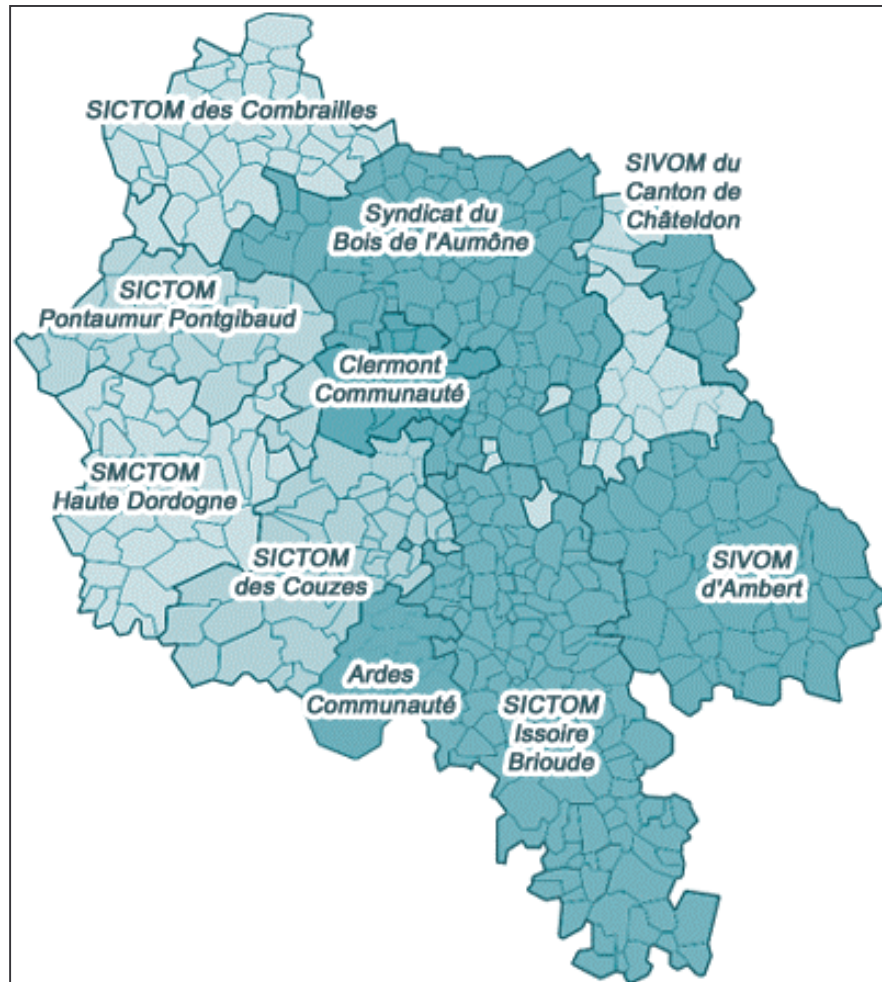 SICTOM des Combrailles
SIVOM du
Canton de
Châteldon
Syndicat du
Bois de l'Aumône
SICTOM
Pontaumur Pontgibaud
Clermont
Communauté
SMCTOM
Haute Dordogne
SICTOM
des Couzes
SIVOM
d'Ambert
Ardes
Communauté
SICTOM
Issoire
Brioude